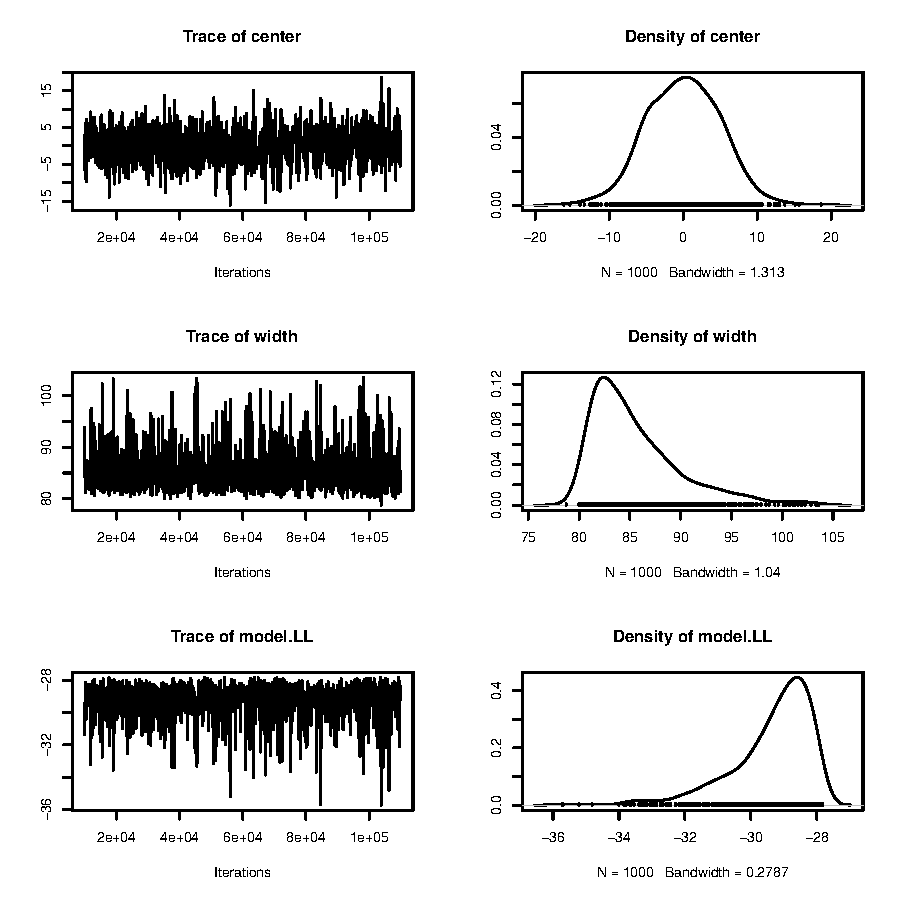 Trace of center
15
5
−5
−15
2e+04 4e+04 6e+04 8e+04 1e+05
Iterations
Density of center
0.04
0.00
−20 −10 0 10 20
N = 1000 Bandwidth = 1.313
Trace of width
100
90
80
2e+04 4e+04 6e+04 8e+04 1e+05
Iterations
Density of width
0.12
0.08
0.04
0.00
75 80 85 90 95 100 105
N = 1000 Bandwidth = 1.04
Trace of model.LL
−28
−32
−36
2e+04 4e+04 6e+04 8e+04 1e+05
Iterations
Density of model.LL
0.4
0.2
0.0
−36 −34 −32 −30 −28
N = 1000 Bandwidth = 0.2787